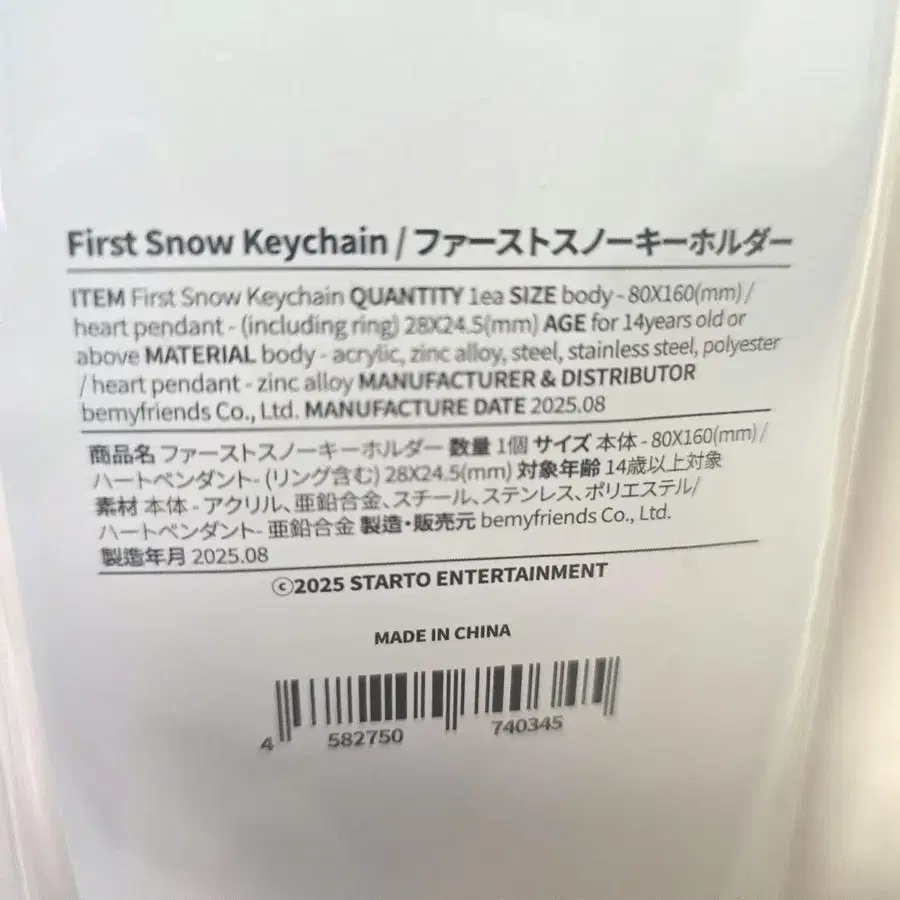 First Snow Keychain / ファーストスノーキーホルダー
ITEM First Snow Keychain QUANTITY 1ea SIZE body - 80X160(mm) /
heart pendant - (including ring) 28X24.5(mm) AGE for 14years old or
above MATERIAL body - acrylic, zinc alloy, steel, stainless steel, polyester
/ heart pendant - zinc alloy MANUFACTURER & DISTRIBUTOR
bemyfriends Co., Ltd. MANUFACTURE DATE 2025.08
商品名 ファーストスノーキーホルダー 数量 1個 サイズ 本体 - 80X160(mm) /
ハートペンダント- (リング含む) 28X24.5(mm) 対象年齢 14歳以上対象
素材 本体 - アクリル、亜鉛合金、スチール、ステンレス、ポリエステル/
ハートペンダント- 亜鉛合金 製造・販売元 bemyfriends Co., Ltd.
製造年月 2025.08
ⓒ2025 STARTO ENTERTAINMENT
MADE IN CHINA
4 582750 740345